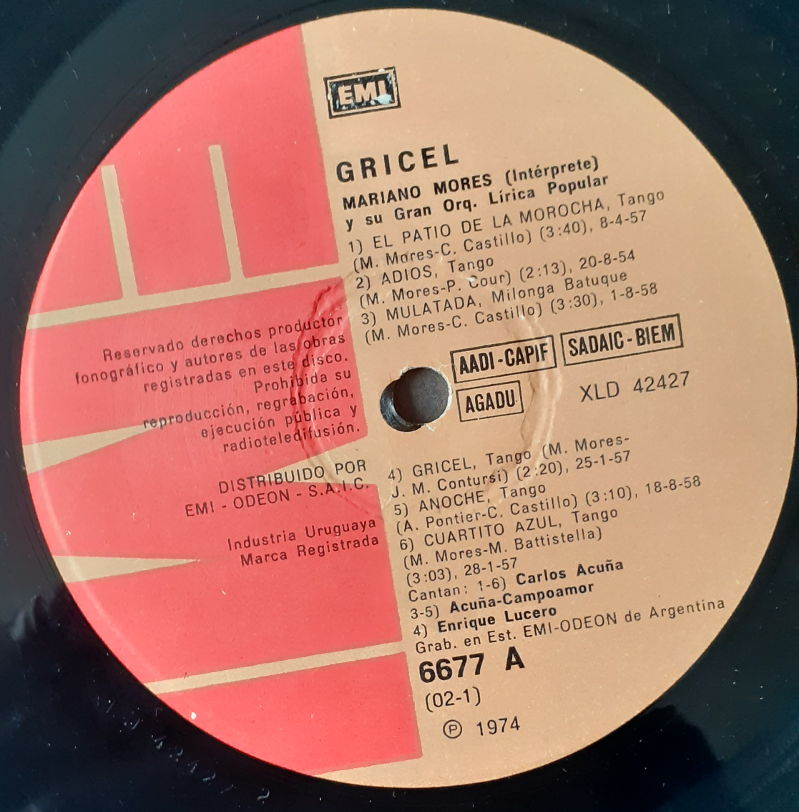 EMI
GRICEL
MARIANO MORES (Intérprete)
y su Gran Orq. Lírica Popular
1) EL PATIO DE LA MOROCHA, Tango
(M. Mores-C. Castillo) (3:40), 8-4-57
2) ADIOS, Tango
(M. Mores-P. Cour) (2:13), 20-8-54
3) MULATADA, Milonga Batuque
(M. Mores-C. Castillo) (3:30), 1-8-58
Reservado derechos productor
fonográfico y autores de las obras
registradas en este disco.
Prohibida su
reproducción, regrabación,
ejecución pública y
radioteledifusión.
DISTRIBUIDO POR
EMI - ODEON - S.A.I.C.
Industria Uruguaya
Marca Registrada
AADI-CAPIF
SADAIC-BIEM
AGADU
XLD 42427
4) GRICEL, Tango (M. Mores-
J. M. Contursi) (2:20), 25-1-57
5) ANOCHE, Tango
(A. Pontier-C. Castillo) (3:10), 18-8-58
6) CUARTITO AZUL, Tango
(M. Mores-M. Battistella)
(3:03), 28-1-57
Cantan: 1-6) Carlos Acuña
3-5) Acuña-Campoamor
4) Enrique Lucero
Grab. en Est. EMI-ODEON de Argentina
6677 A
(02-1)
Ⓟ 1974